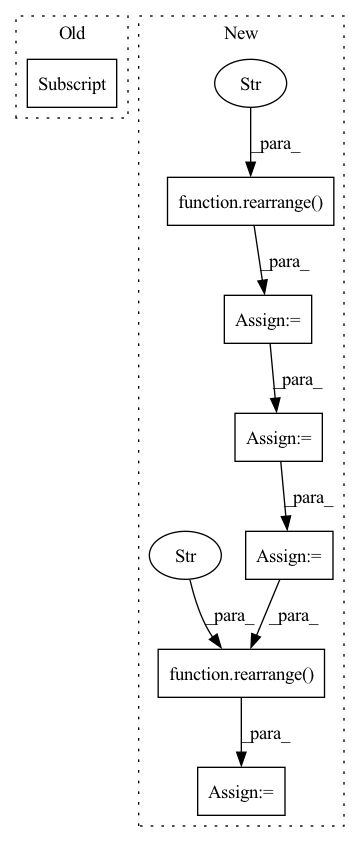 Old
New
Subscript
Str
_para_
function.rearrange()
_para_
Assign:=
_para_
Assign:=
_para_
Str
Assign:=
_para_
_para_
function.rearrange()
_para_
Assign:=